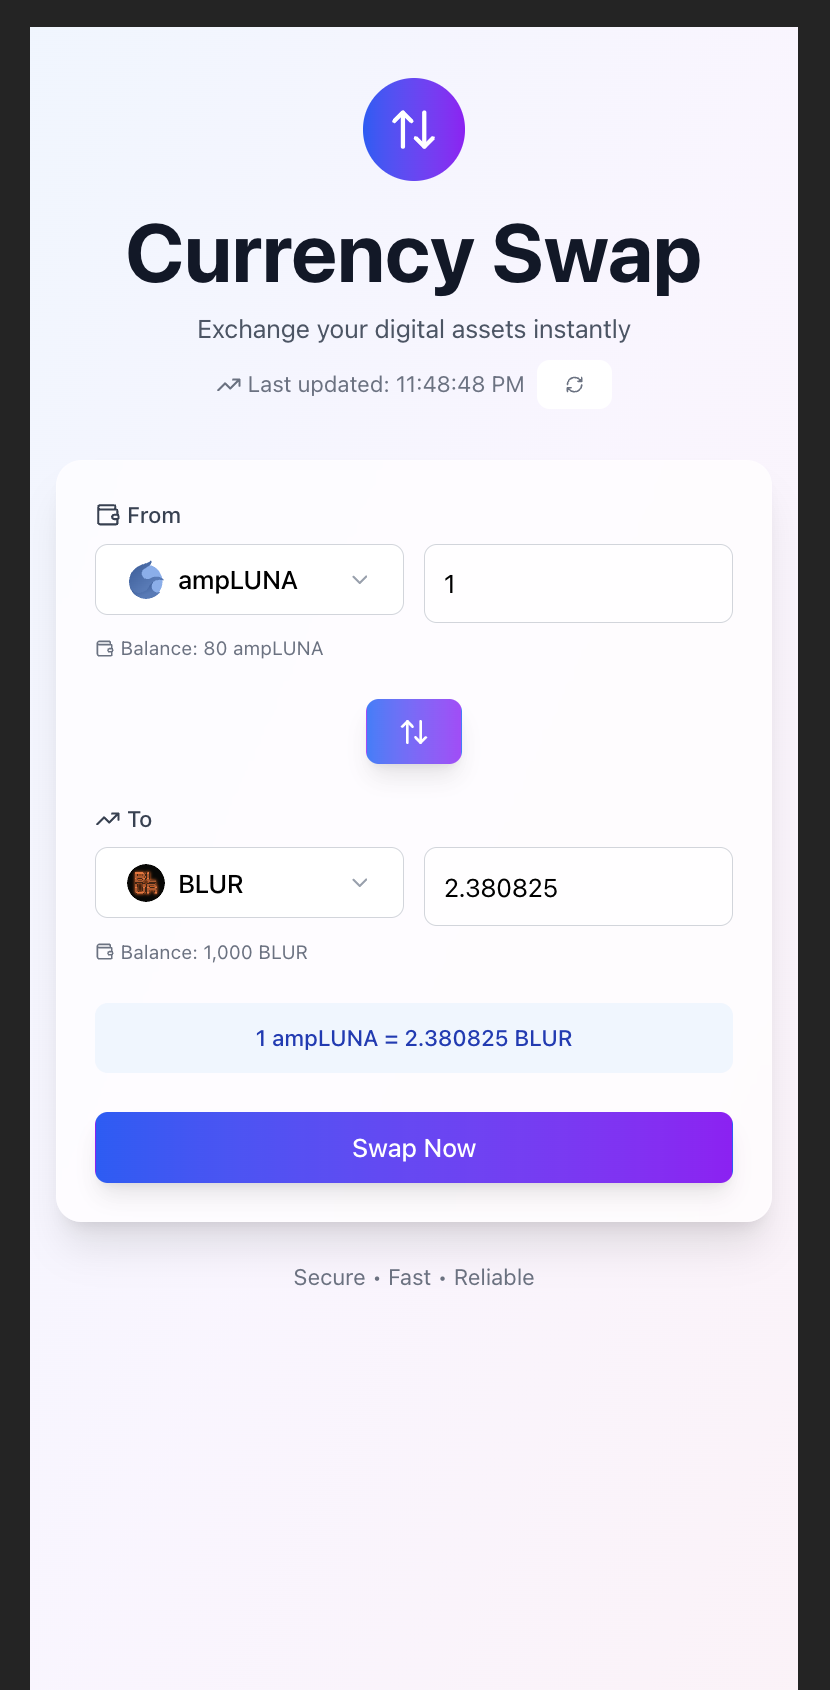 Currency Swap
Exchange your digital assets instantly
Last updated: 11:48:48 PM
From
ampLUNA
1
Balance: 80 ampLUNA
To
BLUR
2.380825
Balance: 1,000 BLUR
1 ampLUNA = 2.380825 BLUR
Swap Now
Secure • Fast • Reliable